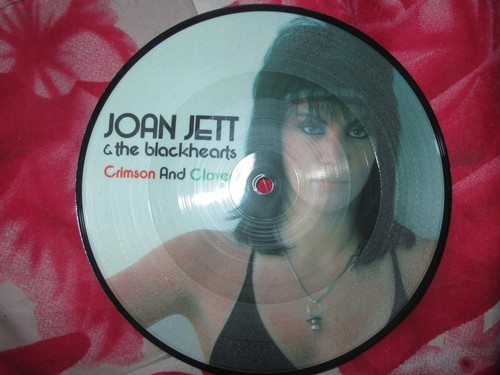 JOAN JETT
& the blackhearts
Crimson And Clover